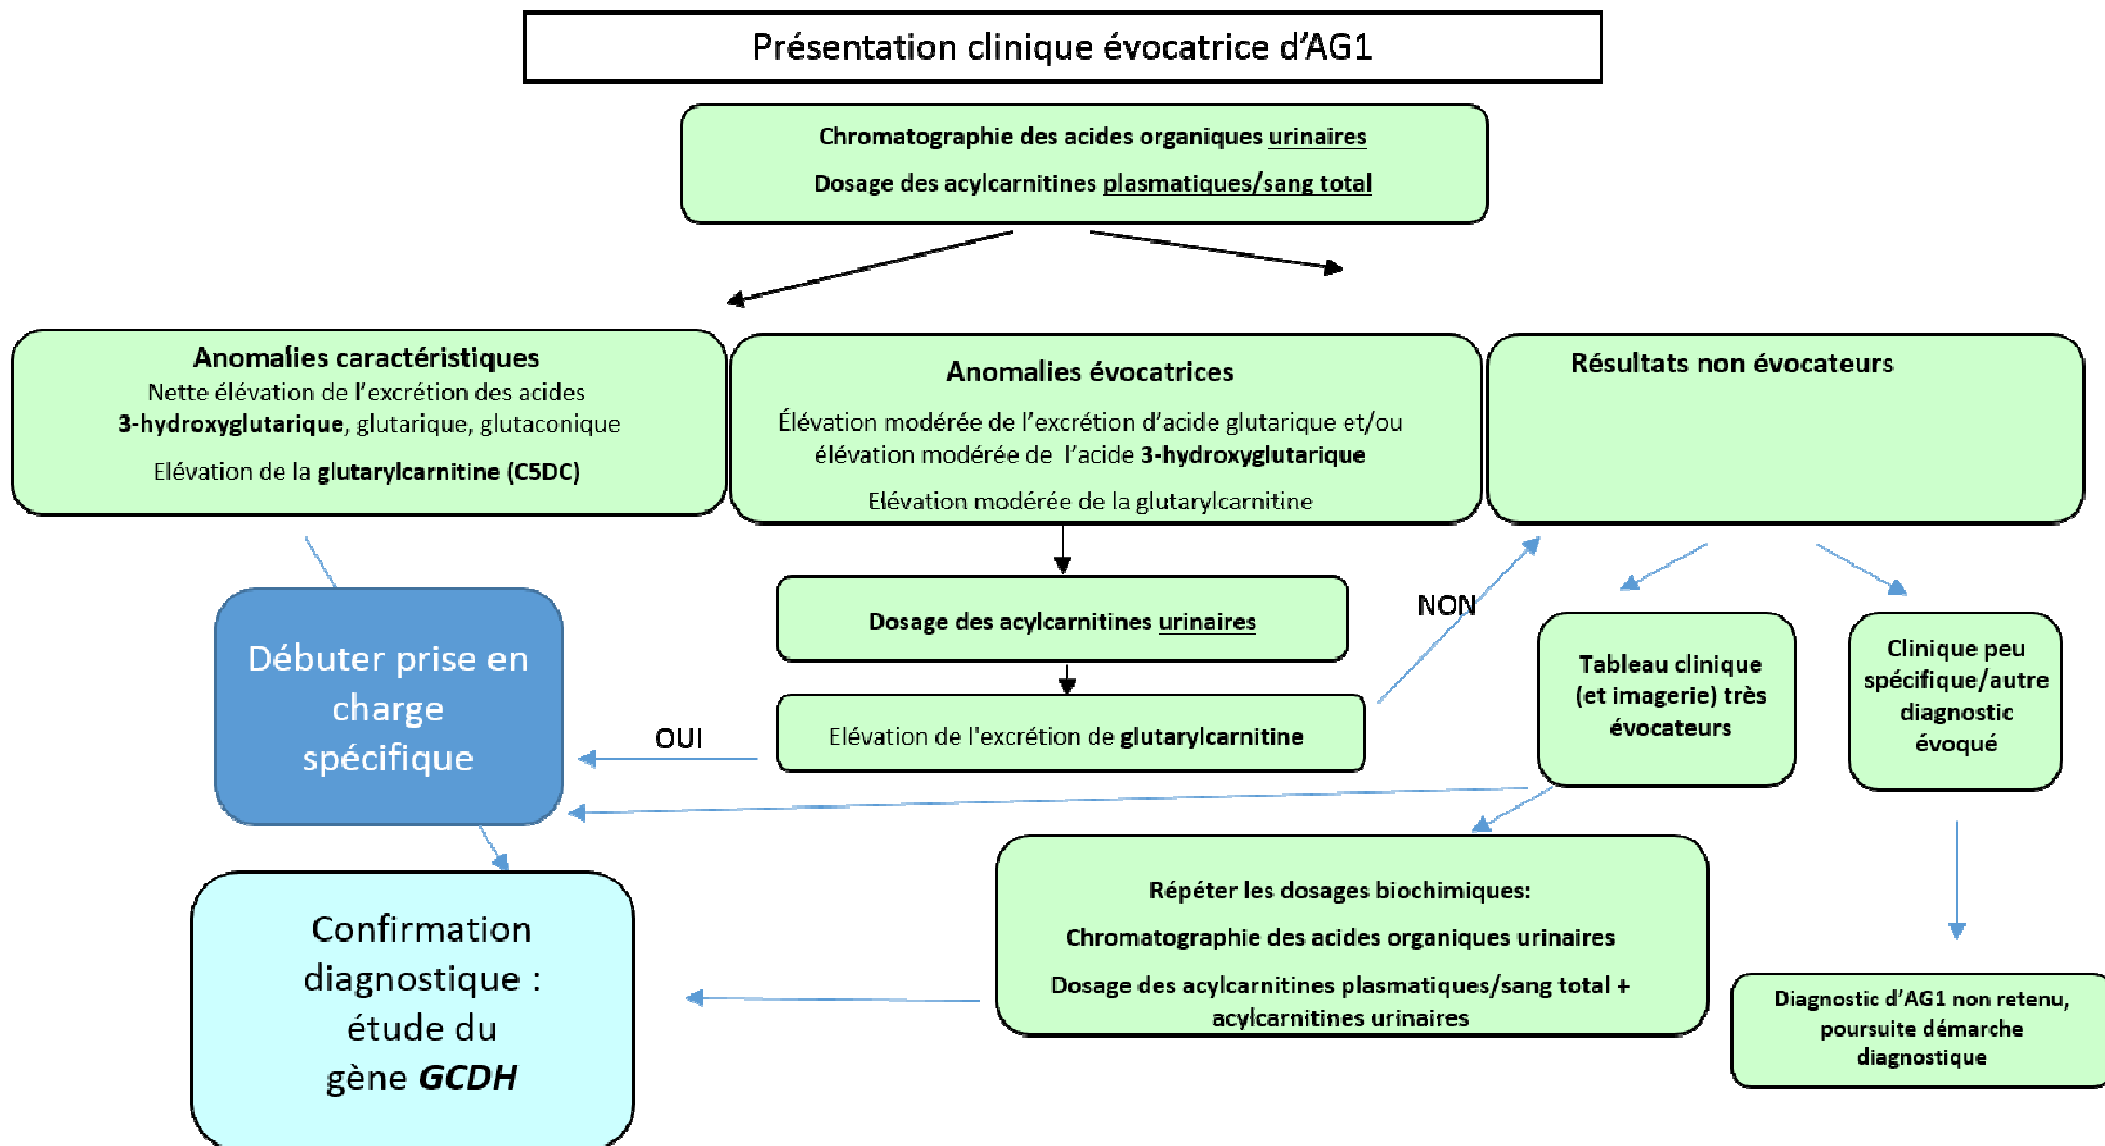 Présentation clinique évocatrice d'AG1
Chromatographie des acides organiques urinaires
Dosage des acylcarnitines plasmatiques/sang total
Anomalies caractéristiques
Nette élévation de l'excrétion des acides
3-hydroxyglutarique, glutarique, glutaconique
Elévation de la glutarylcarnitine (C5DC)
Anomalies évocatrices
Élévation modérée de l'excrétion d'acide glutarique et/ou
élévation modérée de l'acide 3-hydroxyglutarique
Elévation modérée de la glutarylcarnitine
Résultats non évocateurs
Dosage des acylcarnitines urinaires
Elévation de l'excrétion de glutarylcarnitine
OUI
NON
Débuter prise en
charge
spécifique
Tableau clinique
(et imagerie) très
évocateurs
Clinique peu
spécifique/autre
diagnostic
évoqué
Répéter les dosages biochimiques:
Chromatographie des acides organiques urinaires
Dosage des acylcarnitines plasmatiques/sang total +
acylcarnitines urinaires
Confirmation
diagnostique :
étude du
gène GCDH
Diagnostic d'AG1 non retenu,
poursuite démarche
diagnostique